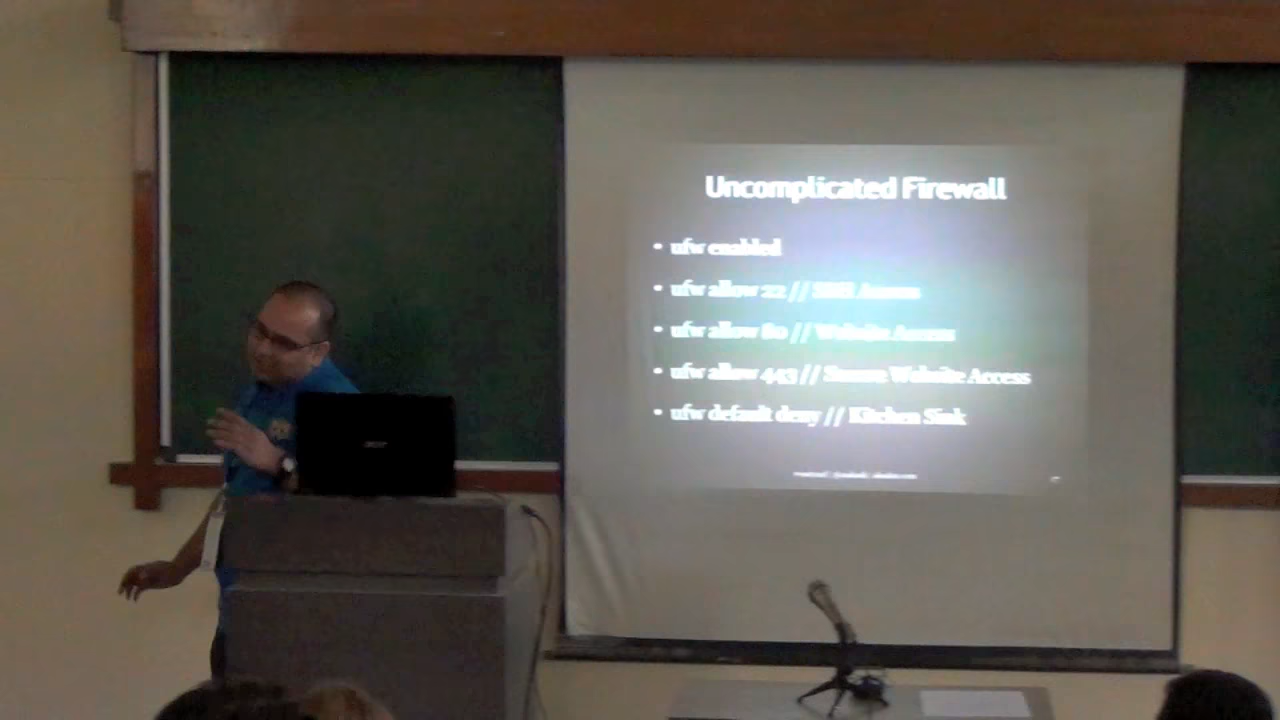 Uncomplicated Firewall
• ufw enabled
• ufw allow 22 // SSH Access
• ufw allow 80 // Website Access
• ufw allow 443 // Secure Website Access
• ufw default deny // Kitchen Sink
acer